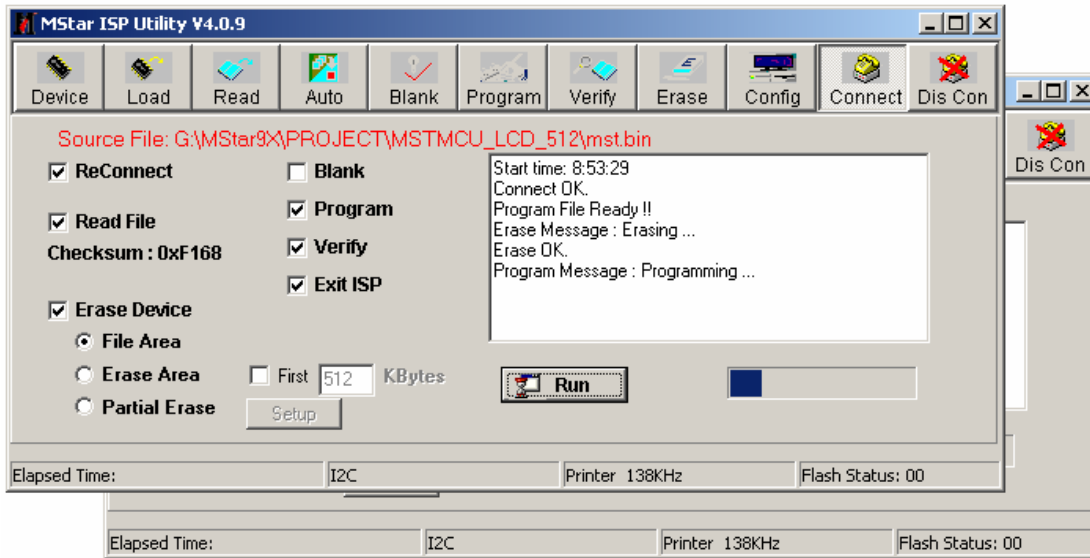 MStar ISP Utility V4.0.9
Device Load Read Auto Blank Program Verify Erase Config Connect Dis Con
Dis Con
Source File: G:\MStar9X\PROJECT\MSTMCU_LCD_512\mst.bin
ReConnect
Blank
Read File
Program
Checksum : 0xF168
Verify
Exit ISP
Erase Device
File Area
Erase Area
First 512 KBytes
Partial Erase
Setup
Start time: 8:53:29
Connect OK.
Program File Ready !!
Erase Message : Erasing ...
Erase OK.
Program Message : Programming ...
Run
Elapsed Time: I2C Printer 138KHz Flash Status: 00
Elapsed Time: I2C Printer 138KHz Flash Status: 00